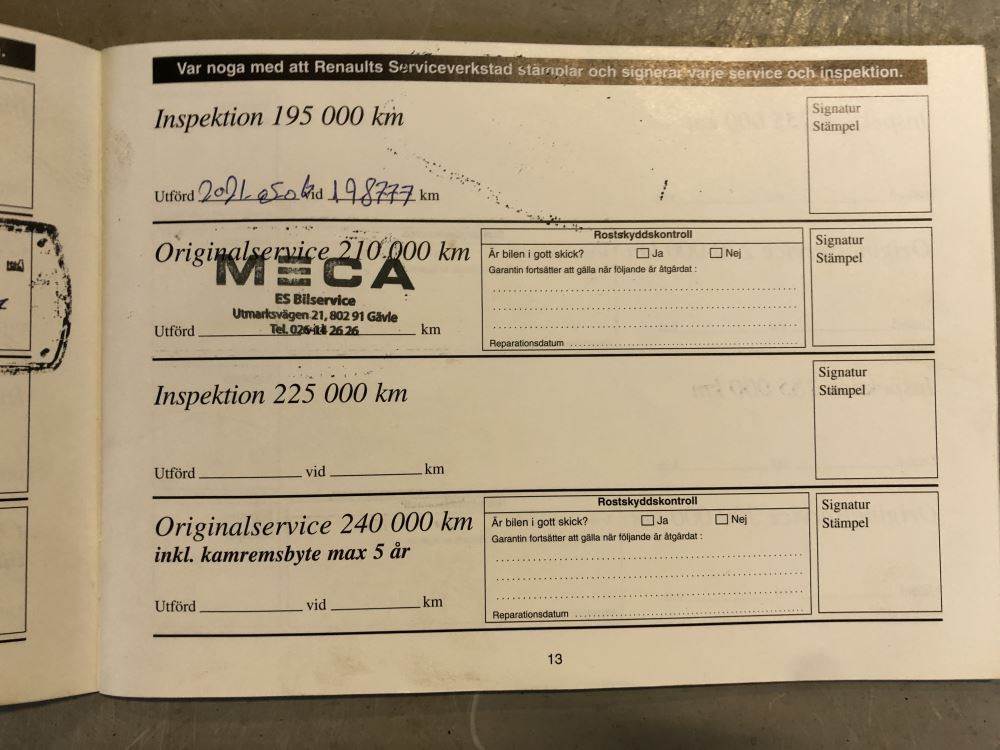 Var noga med att Renaults Serviceverkstad stämplar och signerar varje service och inspektion.
Inspektion 195 000 km
Signatur
Stämpel
Utförd 2021-0506 vid 198777 km
Originalservice 210 000 km
MECA
ES Bilservice
Utmarksvägen 21, 802 91 Gävle
Tel. 026-14 26 26
Utförd km
Rostskyddskontroll
Är bilen i gott skick? Ja Nej
Garantin fortsätter att gälla när följande är åtgärdat :
Reparationsdatum
Signatur
Stämpel
Inspektion 225 000 km
Utförd vid km
Signatur
Stämpel
Originalservice 240 000 km
inkl. kamremsbyte max 5 år
Utförd vid km
Rostskyddskontroll
Är bilen i gott skick? Ja Nej
Garantin fortsätter att gälla när följande är åtgärdat :
Reparationsdatum
Signatur
Stämpel
13